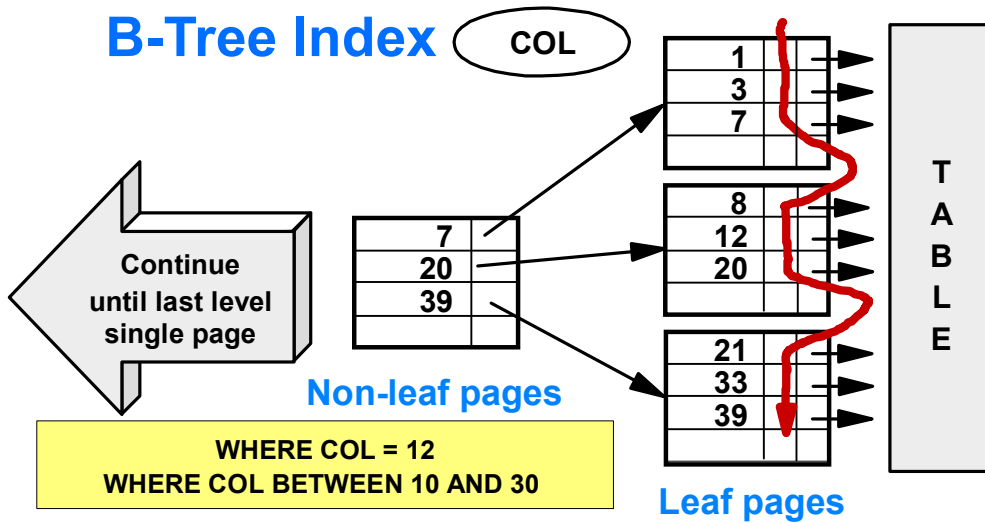 B-Tree Index
COL
1
3
7
8
12
20
21
33
39
7
20
39
Continue
until last level
single page
Non-leaf pages
Leaf pages
WHERE COL = 12
WHERE COL BETWEEN 10 AND 30
T
A
B
L
E